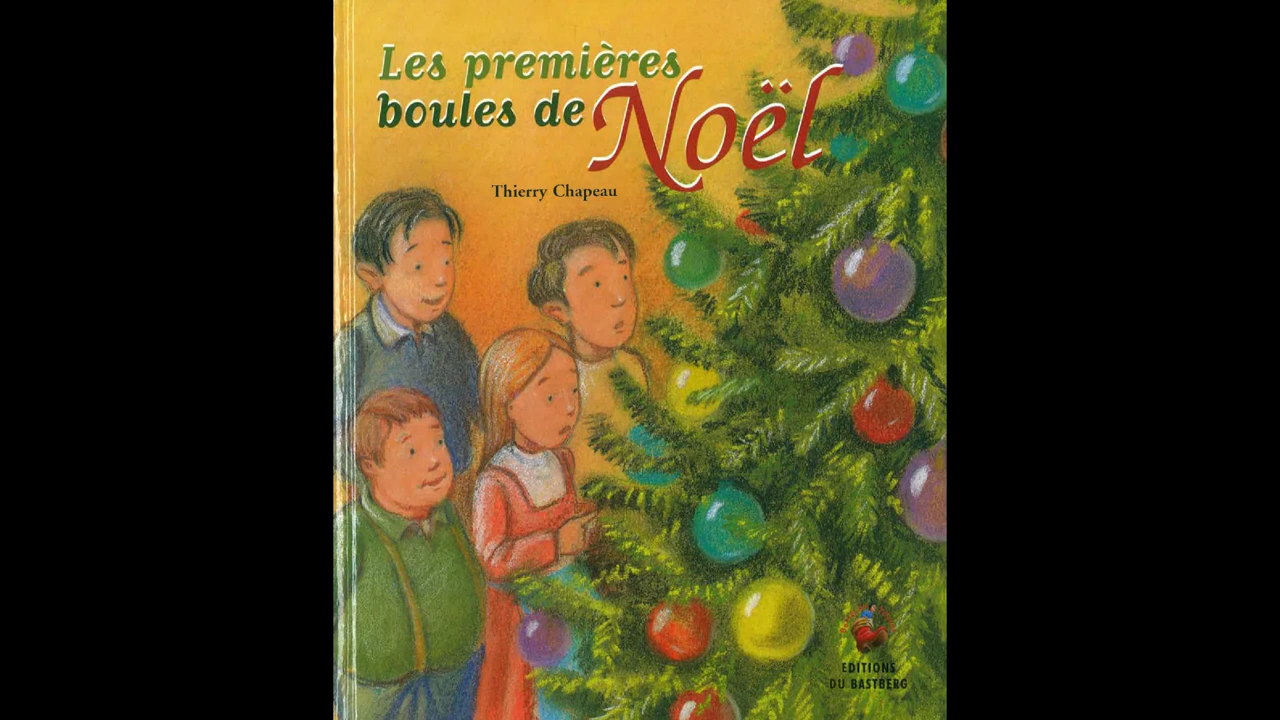 Les premières
boules de Noël
Thierry Chapeau
EDITIONS
DU BASTBERG